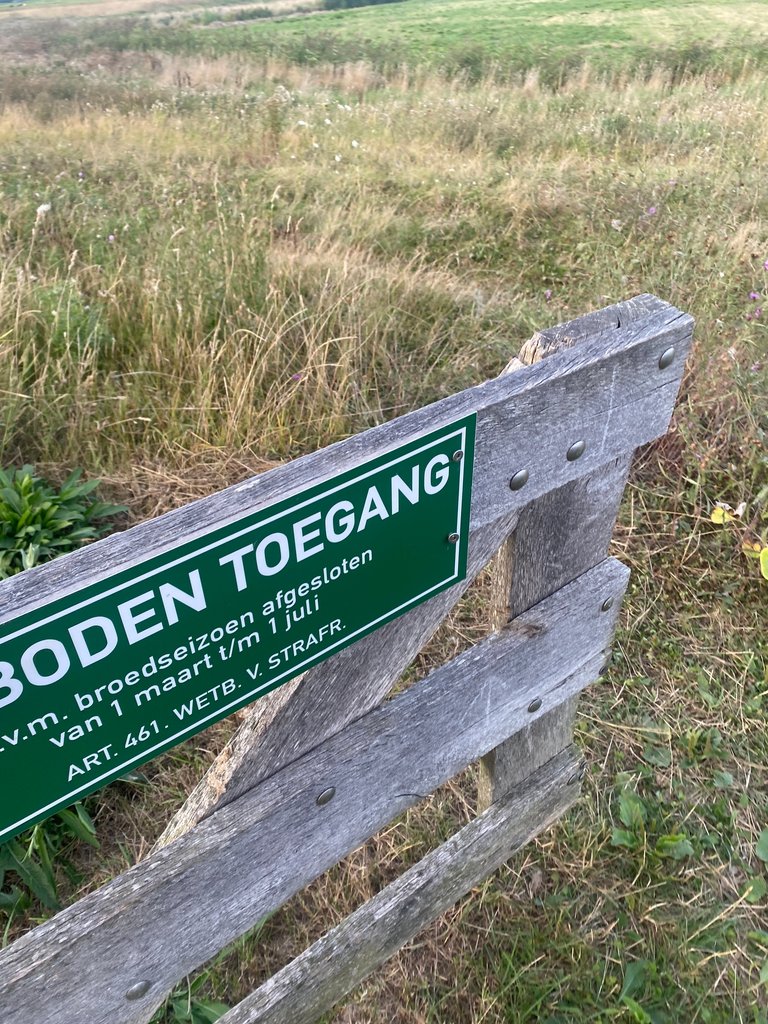 BODEN TOEGANG
.v.m. broedseizoen afgesloten
van 1 maart t/m 1 juli
ART. 461. WETB. V. STRAFR.